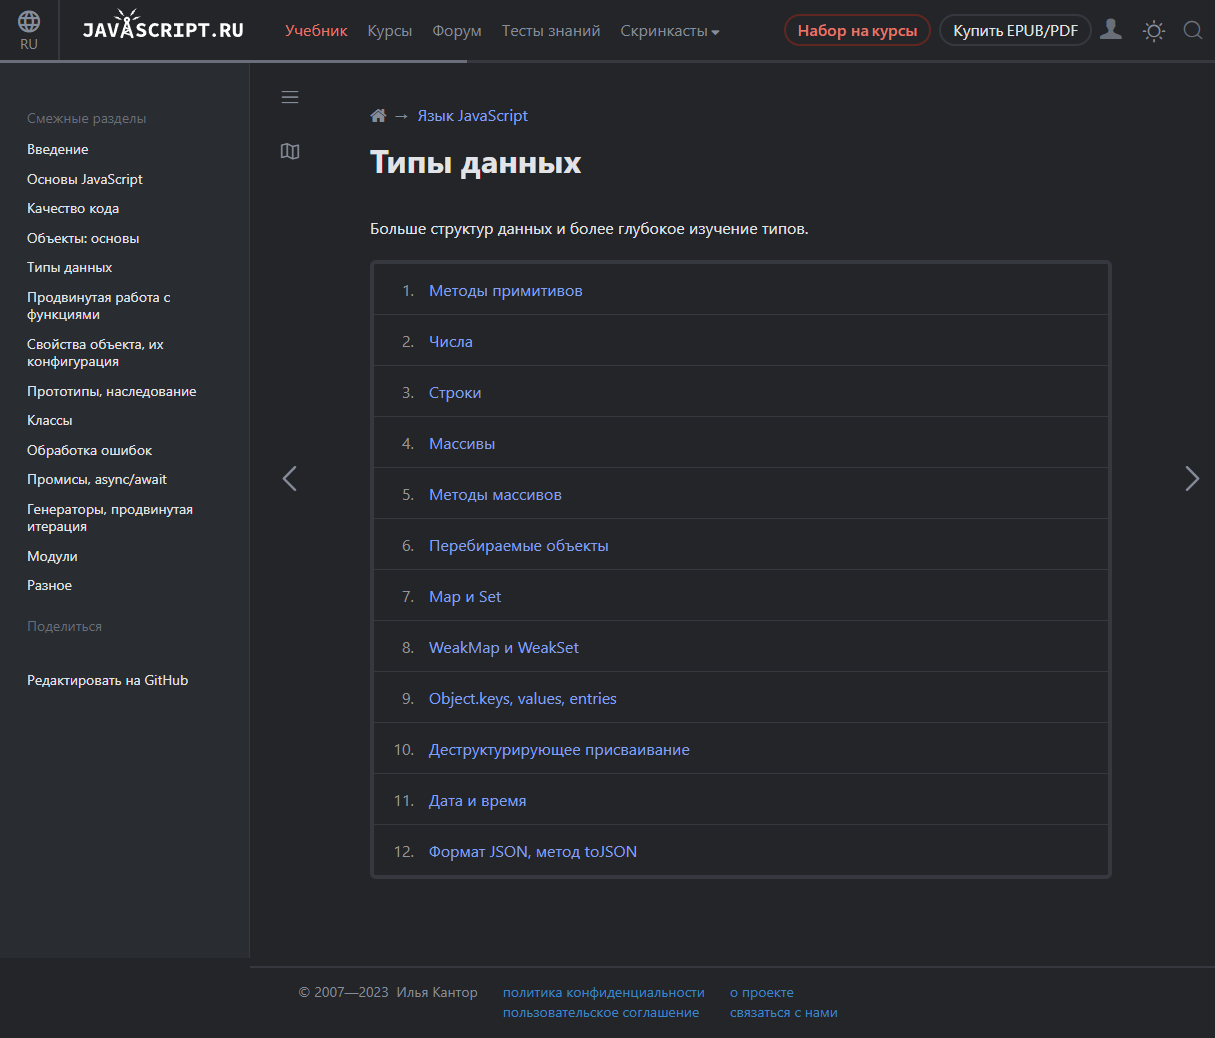 RU
JAVASCRIPT.RU
Учебник
Курсы
Форум
Тесты знаний
Скринкасты
Набор на курсы
Купить EPUB/PDF
Смежные разделы
Введение
Основы JavaScript
Качество кода
Объекты: основы
Типы данных
Продвинутая работа с
функциями
Свойства объекта, их
конфигурация
Прототипы, наследование
Классы
Обработка ошибок
Промисы, async/await
Генераторы, продвинутая
итерация
Модули
Разное
Поделиться
Редактировать на GitHub
→ Язык JavaScript
Типы данных
Больше структур данных и более глубокое изучение типов.
1. Методы примитивов
2. Числа
3. Строки
4. Массивы
5. Методы массивов
6. Перебираемые объекты
7. Map и Set
8. WeakMap и WeakSet
9. Object.keys, values, entries
10. Деструктурирующее присваивание
11. Дата и время
12. Формат JSON, метод toJSON
© 2007—2023 Илья Кантор
политика конфиденциальности
пользовательское соглашение
о проекте
связаться с нами